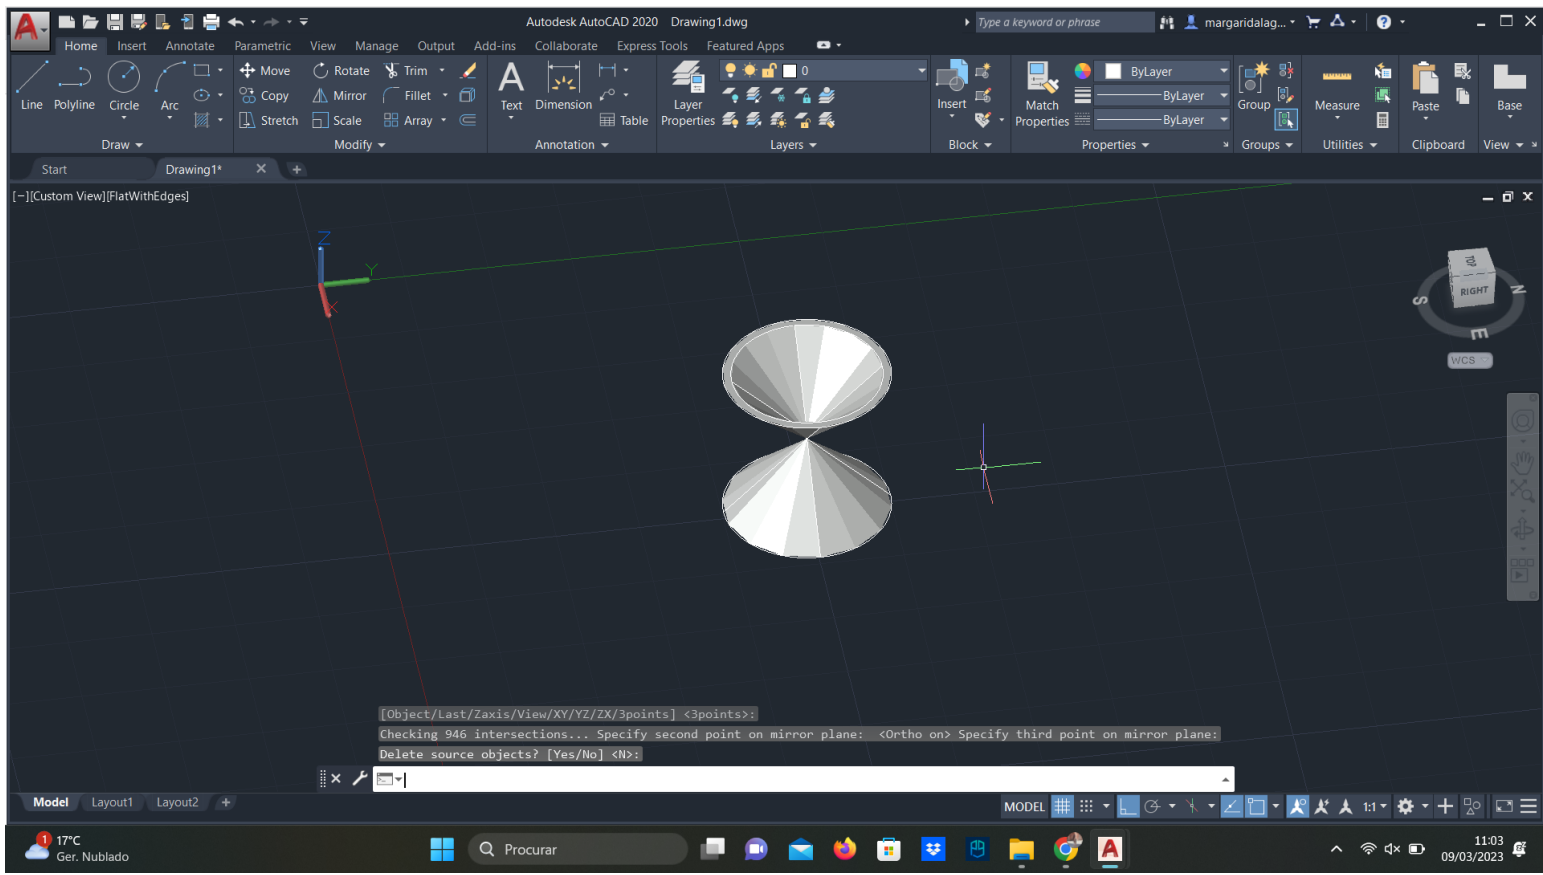 Autodesk AutoCAD 2020 Drawing1.dwg
Type a keyword or phrase
margaridalag...
Home Insert Annotate Parametric View Manage Output Add-ins Collaborate Express Tools Featured Apps
Move Rotate Trim
Copy Mirror Fillet
Stretch Scale Array
Line Polyline Circle Arc
Text Dimension
Table
Layer
Properties
0
Insert
Match
Properties
ByLayer
ByLayer
ByLayer
Group
Measure
Paste
Base
Draw Modify Annotation Layers Block Properties Groups Utilities Clipboard View
Start Drawing1*
[−][Custom View][FlatWithEdges]
Z
Y
X
TOP
RIGHT
S
N
E
WCS
[Object/Last/Zaxis/View/XY/YZ/ZX/3points] <3points>:
Checking 946 intersections... Specify second point on mirror plane: <Ortho on> Specify third point on mirror plane:
Delete source objects? [Yes/No] <N>:
Model Layout1 Layout2 +
MODEL
1:1
1
17°C
Ger. Nublado
Procurar
11:03
09/03/2023